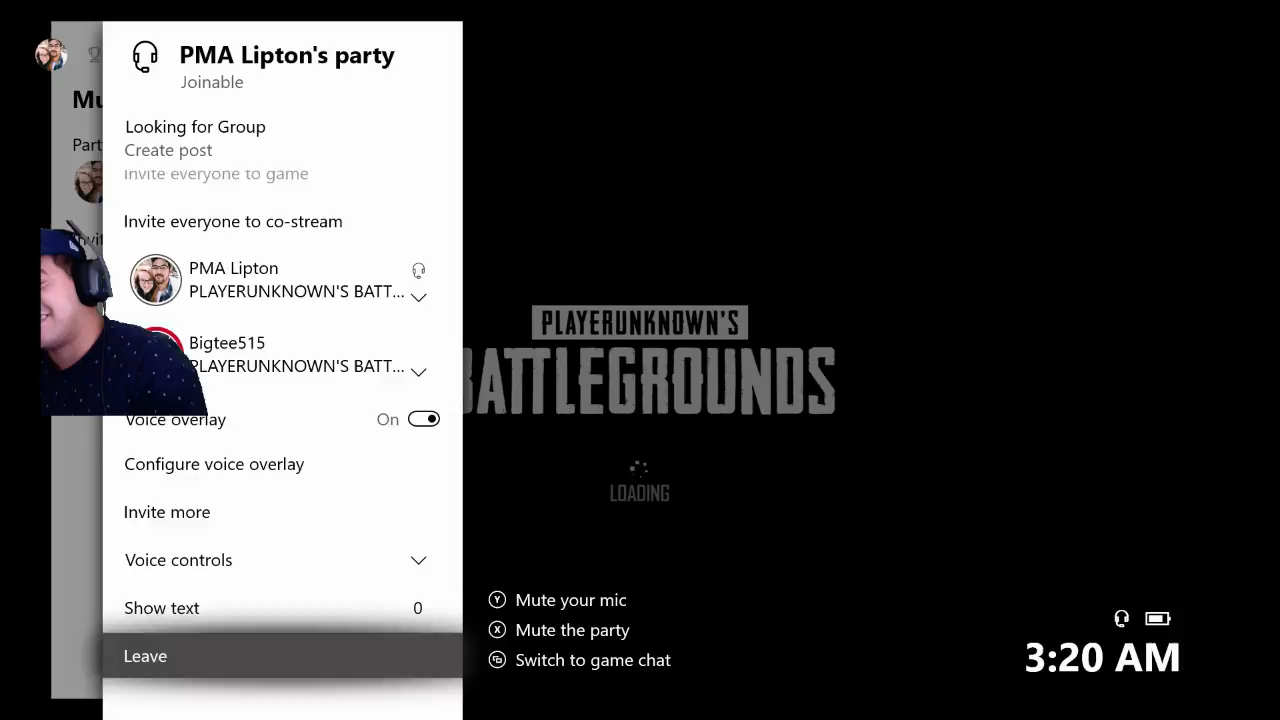 PMA Lipton's party
Joinable
Mu
Looking for Group
Part
Create post
Invite everyone to game
Invite everyone to co-stream
PMA Lipton
PLAYERUNKNOWN'S BATT...
Bigtee515
PLAYERUNKNOWN'S BATT...
Voice overlay On
Configure voice overlay
Invite more
Voice controls
Show text 0
Leave
PLAYERUNKNOWN'S
BATTLEGROUNDS
LOADING
Y Mute your mic
X Mute the party
Switch to game chat
3:20 AM